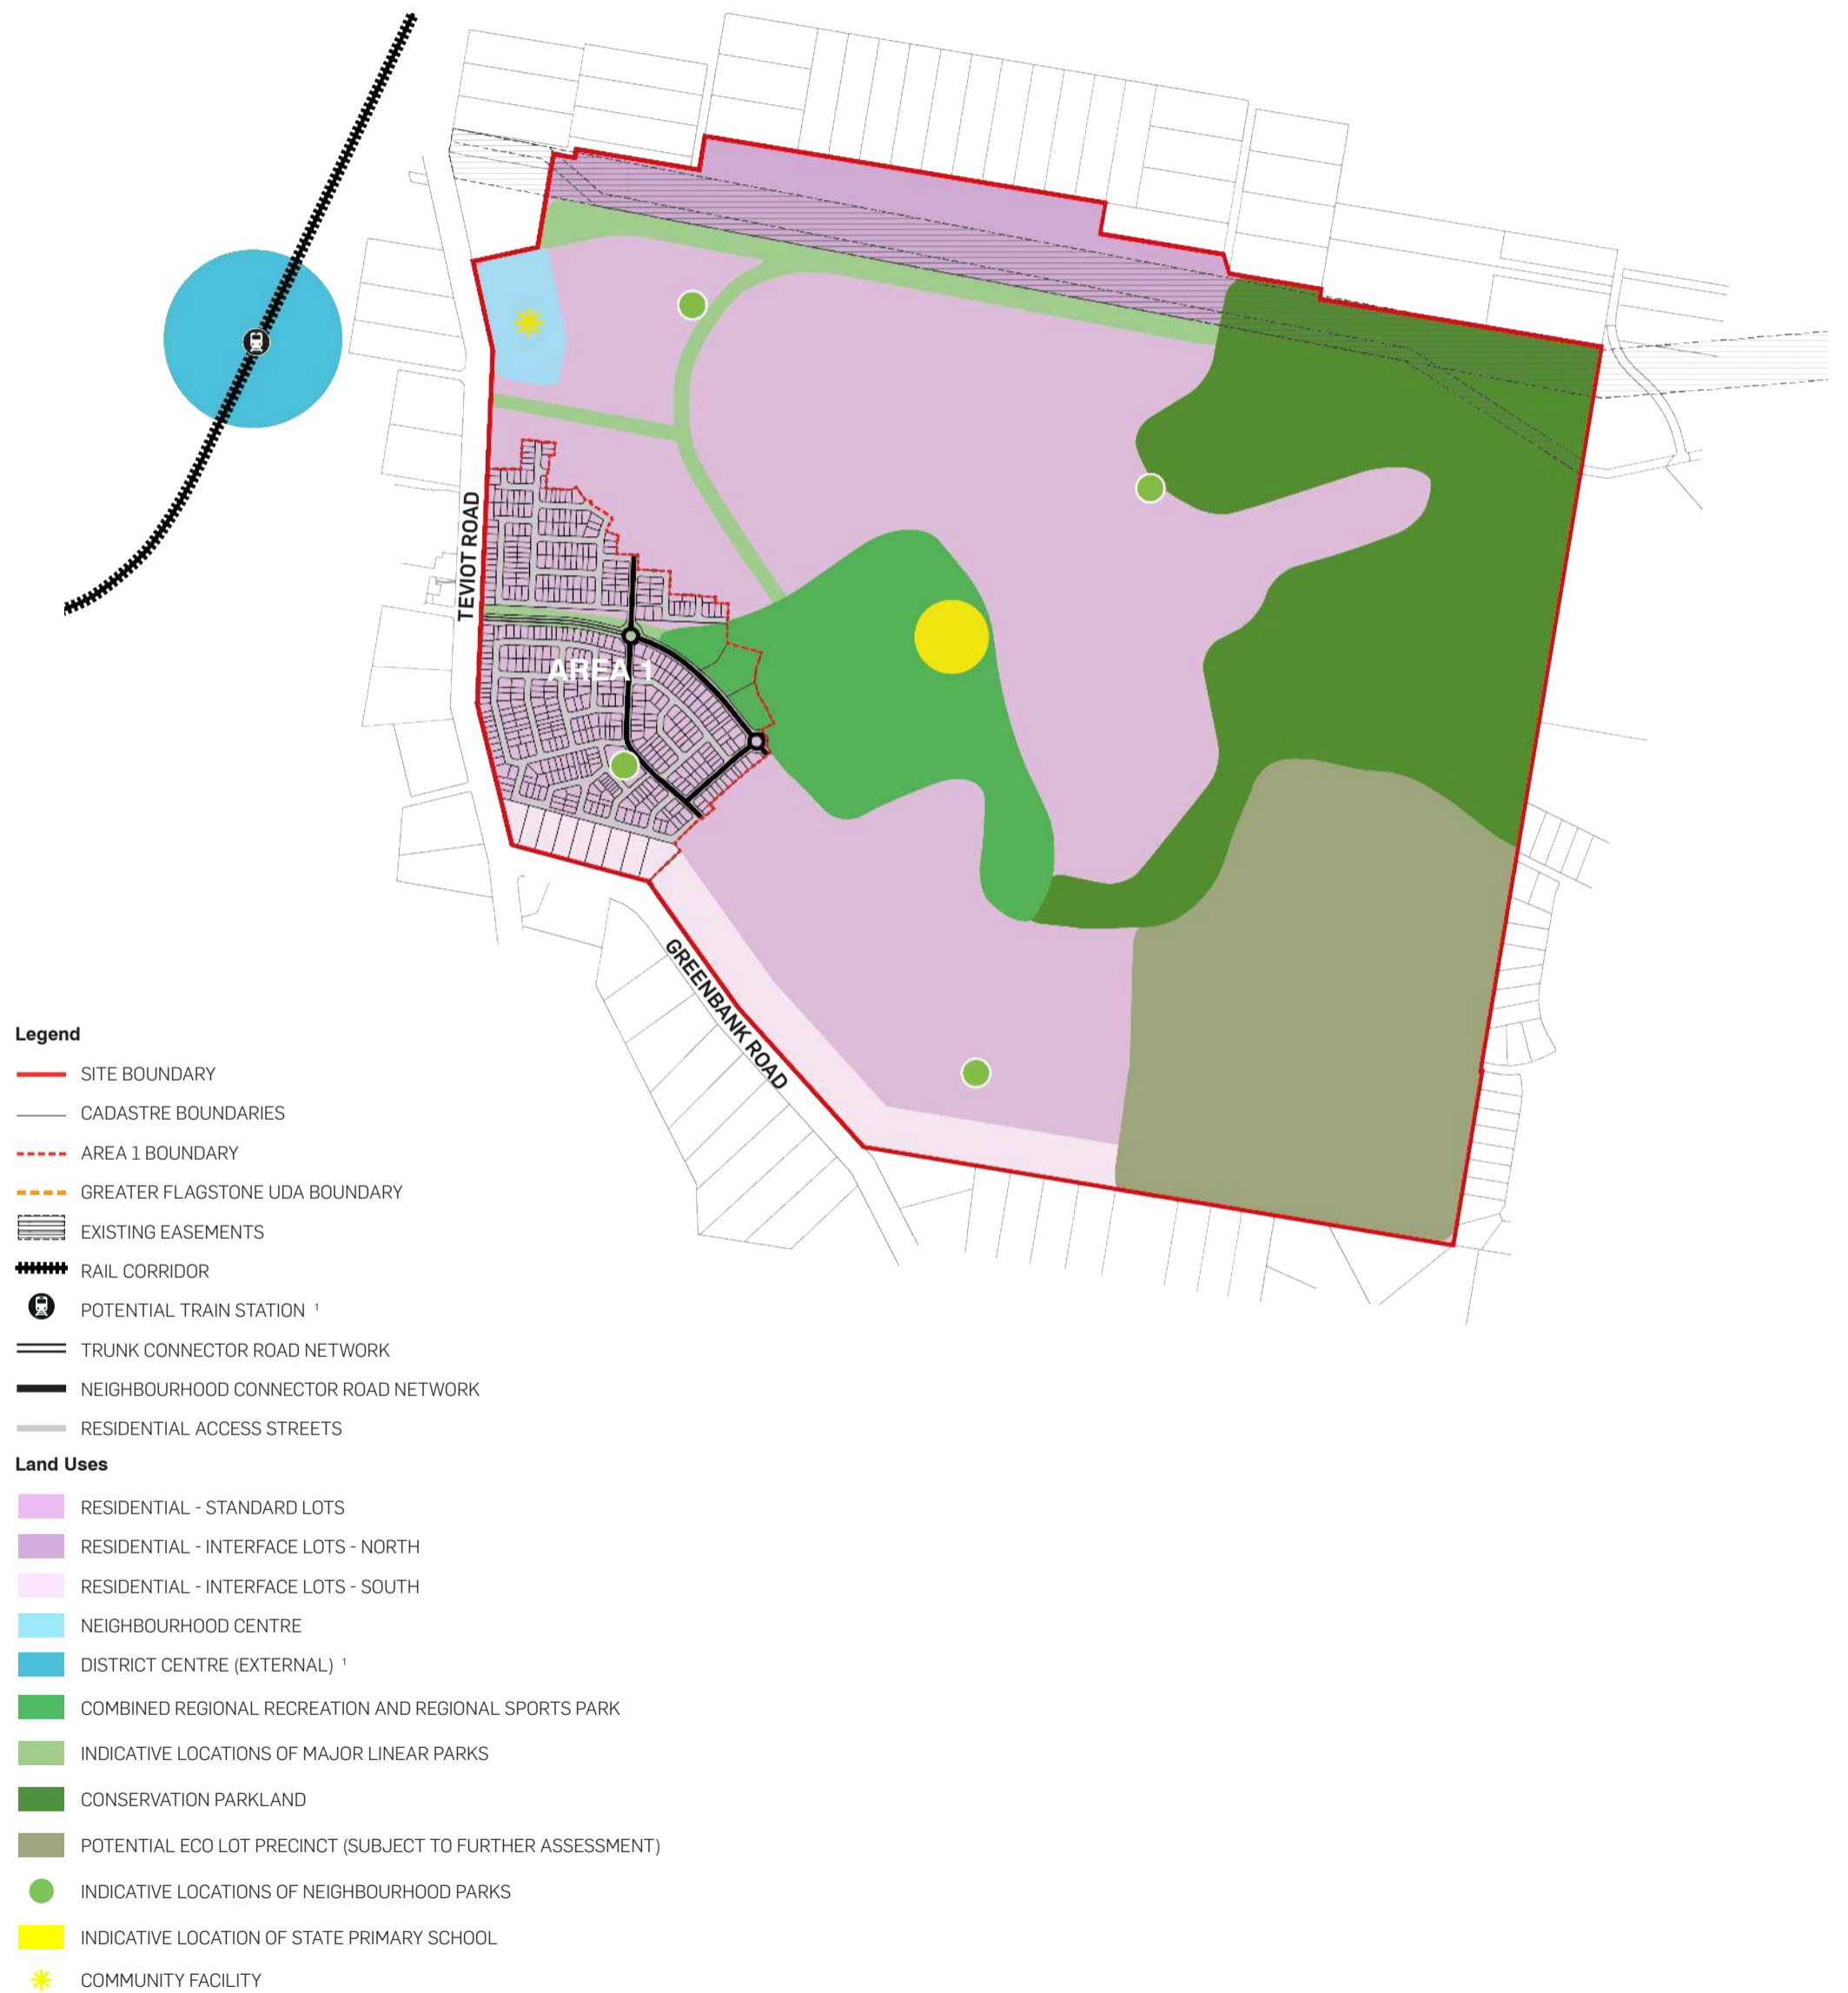 TEVIOT ROAD
AREA 1
GREENBANK ROAD
Legend
SITE BOUNDARY
CADASTRE BOUNDARIES
AREA 1 BOUNDARY
GREATER FLAGSTONE UDA BOUNDARY
EXISTING EASEMENTS
RAIL CORRIDOR
POTENTIAL TRAIN STATION 1
TRUNK CONNECTOR ROAD NETWORK
NEIGHBOURHOOD CONNECTOR ROAD NETWORK
RESIDENTIAL ACCESS STREETS
Land Uses
RESIDENTIAL - STANDARD LOTS
RESIDENTIAL - INTERFACE LOTS - NORTH
RESIDENTIAL - INTERFACE LOTS - SOUTH
NEIGHBOURHOOD CENTRE
DISTRICT CENTRE (EXTERNAL) 1
COMBINED REGIONAL RECREATION AND REGIONAL SPORTS PARK
INDICATIVE LOCATIONS OF MAJOR LINEAR PARKS
CONSERVATION PARKLAND
POTENTIAL ECO LOT PRECINCT (SUBJECT TO FURTHER ASSESSMENT)
INDICATIVE LOCATIONS OF NEIGHBOURHOOD PARKS
INDICATIVE LOCATION OF STATE PRIMARY SCHOOL
COMMUNITY FACILITY